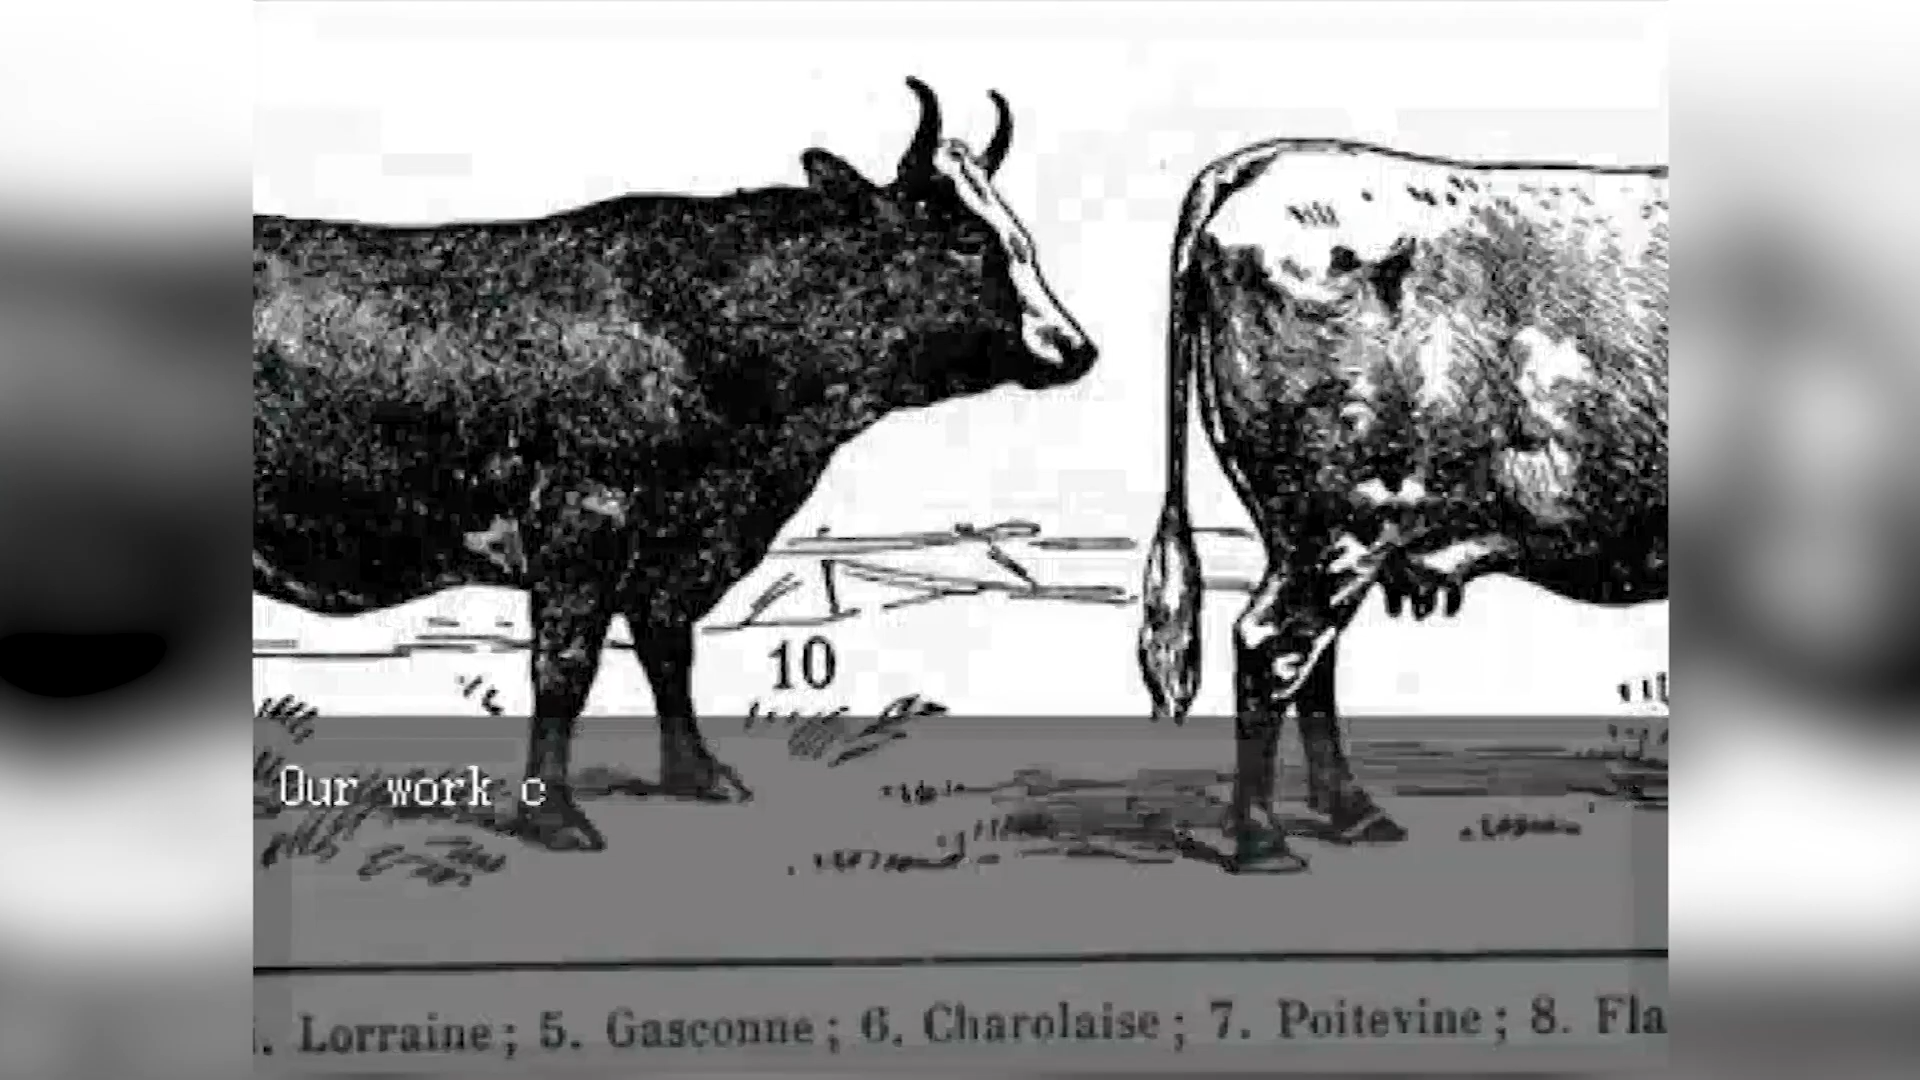 10
Our work c
. Lorraine; 5. Gasconne; 6. Charolaise; 7. Poitevine; 8. Fla